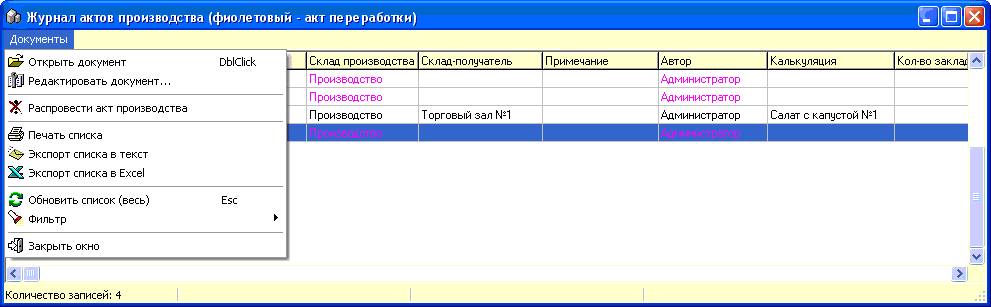 Журнал актов производства (фиолетовый - акт переработки)
Документы
Открыть документ DblClick
Редактировать документ...
Распровести акт производства
Печать списка
Экспорт списка в текст
Экспорт списка в Excel
Обновить список (весь) Esc
Фильтр
Закрыть окно
Склад производства Склад-получатель Примечание Автор Калькуляция Кол-во заклад
Производство Администратор
Производство Администратор
Производство Торговый зал №1 Администратор Салат с капустой №1
Производство Администратор
Количество записей: 4